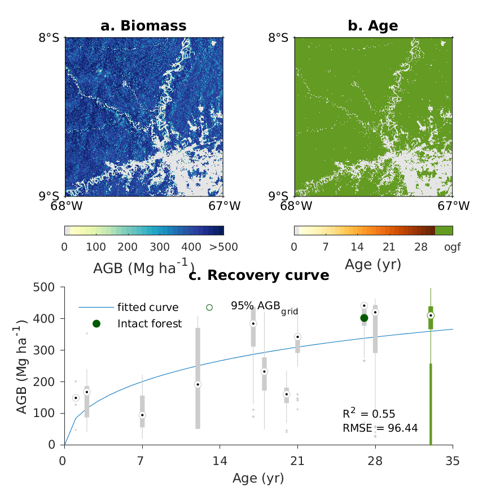 a. Biomass
b. Age
8°S
8°S
9°S
9°S
68°W
67°W
68°W
67°W
0 100 200 300 400 >500
AGB (Mg ha⁻¹)
0 7 14 21 28 ogf
Age (yr)
c. Recovery curve
500
400
300
200
100
0
AGB (Mg ha⁻¹)
fitted curve
95% AGB_grid
Intact forest
R² = 0.55
RMSE = 96.44
0 7 14 21 28 35
Age (yr)